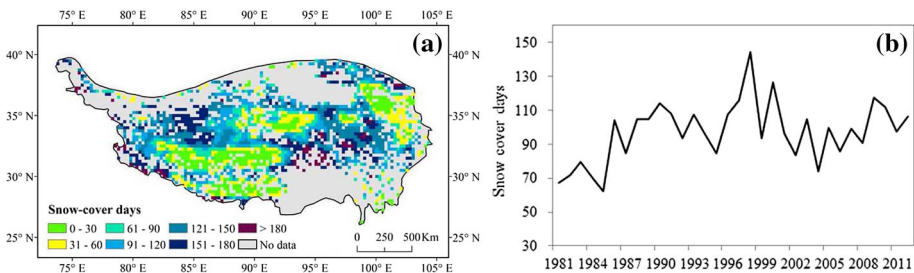 75° E 80° E 85° E 90° E 95° E 100° E 105° E
(a)
40° N 40° N
35° N 35° N
30° N 30° N
25° N 25° N
Snow-cover days
0 - 30 61 - 90 121 - 150 > 180
31 - 60 91 - 120 151 - 180 No data
0 250 500 Km
75° E 80° E 85° E 90° E 95° E 100° E 105° E
(b)
Snow cover days
150
130
110
90
70
50
30
1981 1984 1987 1990 1993 1996 1999 2002 2005 2008 2011